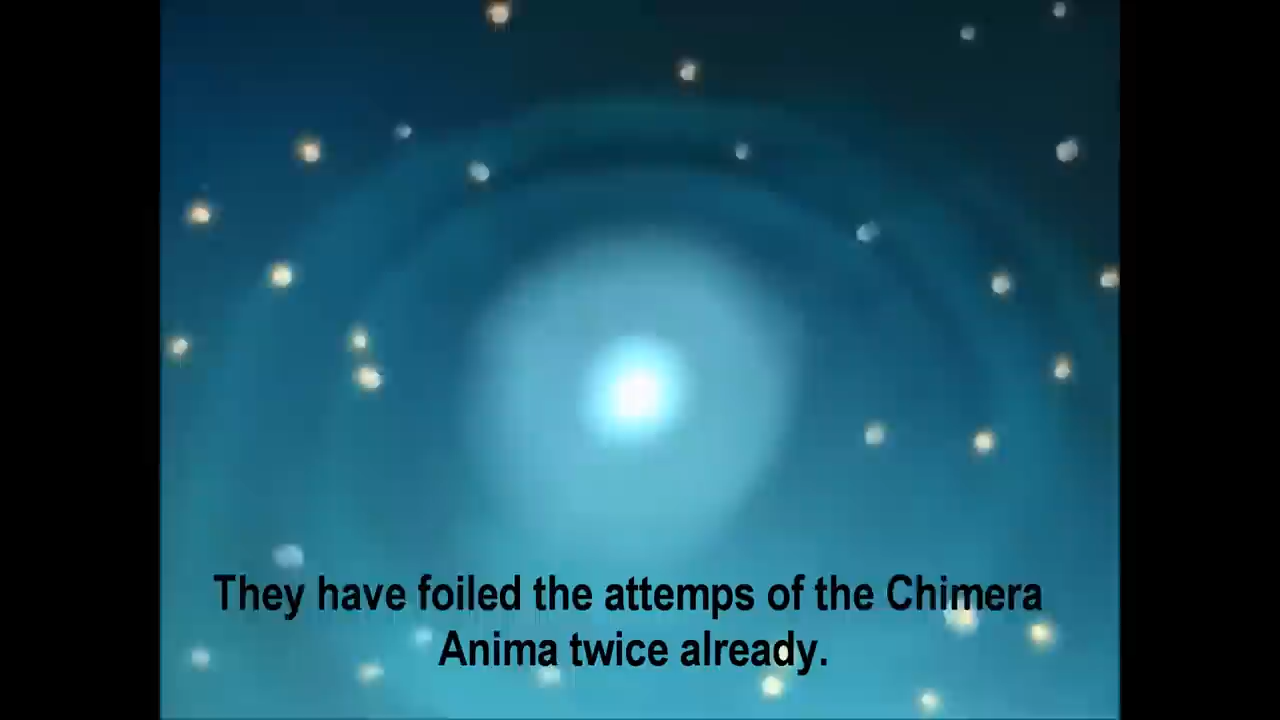 They have foiled the attemps of the Chimera
Anima twice already.